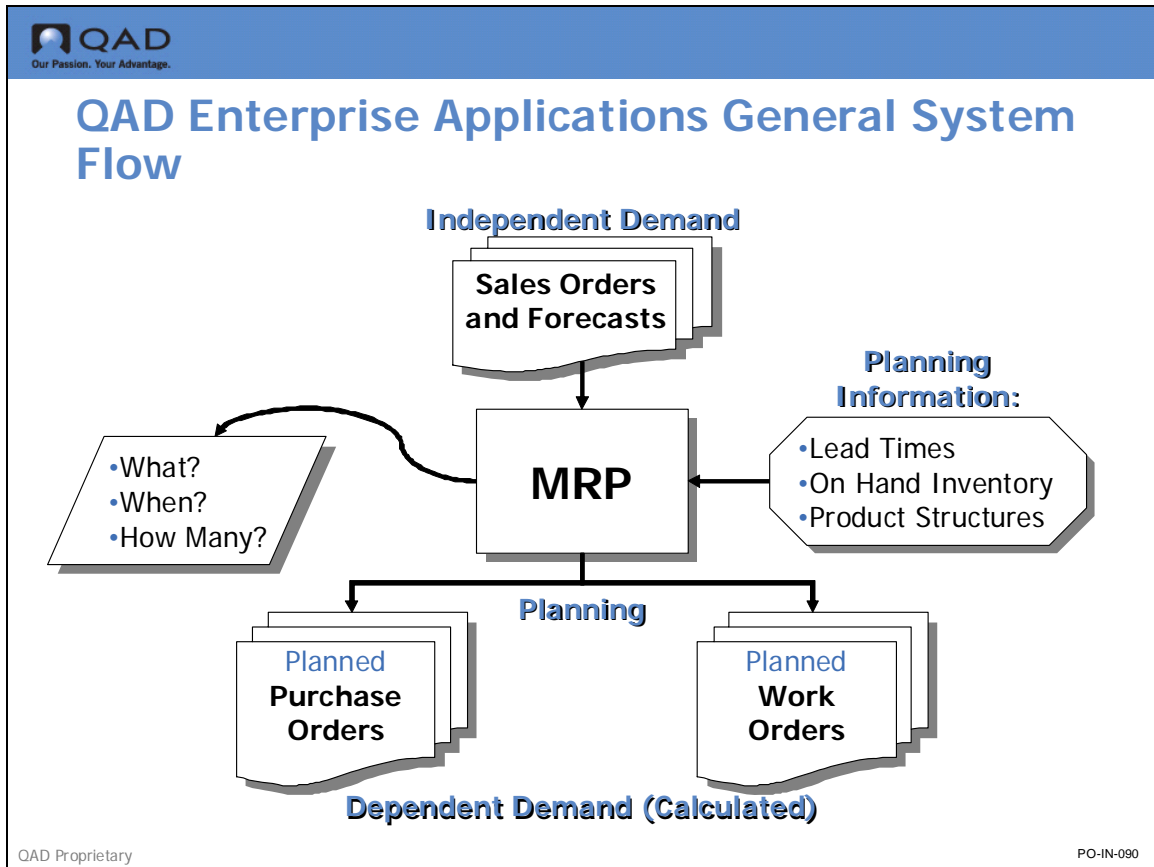 QAD
Our Passion. Your Advantage.
QAD Enterprise Applications General System
Flow
Independent Demand
Sales Orders
and Forecasts
Planning
Information:
•Lead Times
•On Hand Inventory
•Product Structures
MRP
•What?
•When?
•How Many?
Planning
Planned
Purchase
Orders
Planned
Work
Orders
Dependent Demand (Calculated)
QAD Proprietary
PO-IN-090